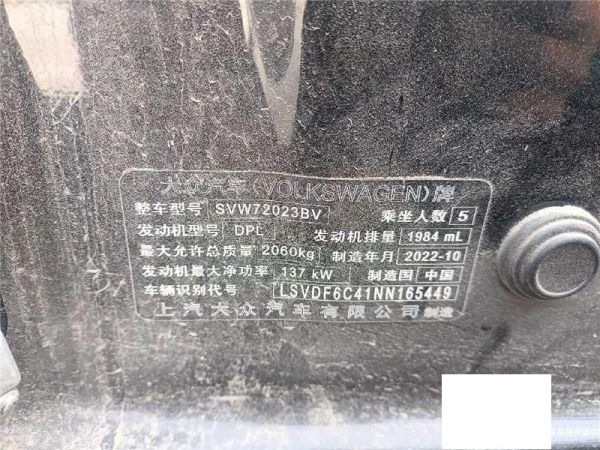 大众汽车(VOLKSWAGEN)牌
整车型号 SVW72023BV 乘坐人数 5
发动机型号 DPL 发动机排量 1984 mL
最大允许总质量 2060kg 制造年月 2022-10
发动机最大净功率 137 kW 制造国 中国
车辆识别代号 LSVDF6C41NN165449
上汽大众汽车有限公司 制造